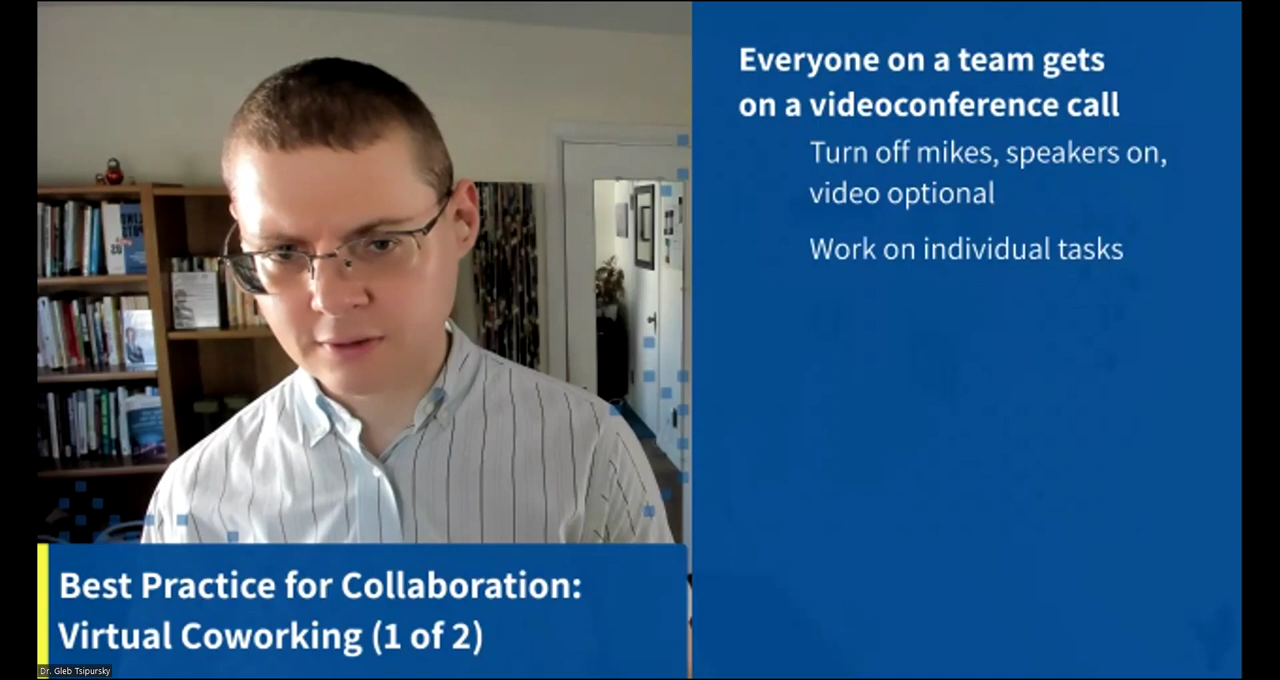 Everyone on a team gets
on a videoconference call
Turn off mikes, speakers on,
video optional
Work on individual tasks
Best Practice for Collaboration:
Virtual Coworking (1 of 2)
Dr. Gleb Tsipursky